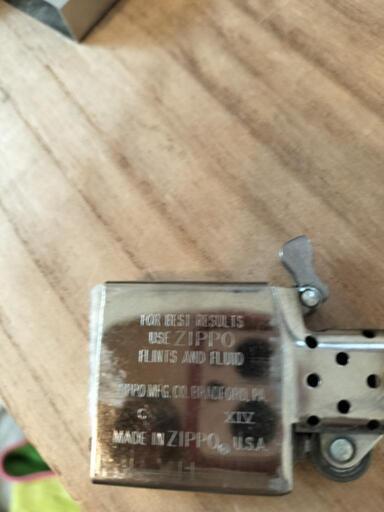 FOR BEST RESULTS
USE ZIPPO
FLINTS AND FLUID
ZIPPO MFG. CO. BRADFORD, PA.
C XIV
MADE IN ZIPPO® U.S.A.